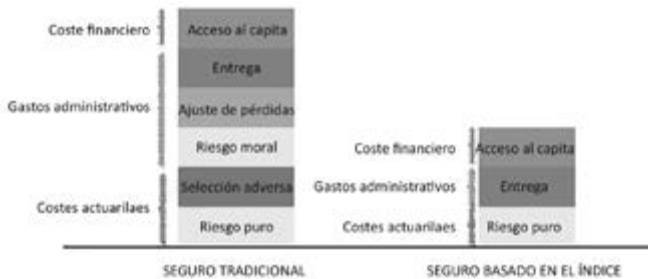 Coste financiero
Acceso al capita
Entrega
Gastos administrativos
Ajuste de pérdidas
Riesgo moral
Selección adversa
Costes actuarilaes
Riesgo puro
Coste financiero
Acceso al capita
Gastos administrativos
Entrega
Costes actuarilaes
Riesgo puro
SEGURO TRADICIONAL
SEGURO BASADO EN EL ÍNDICE